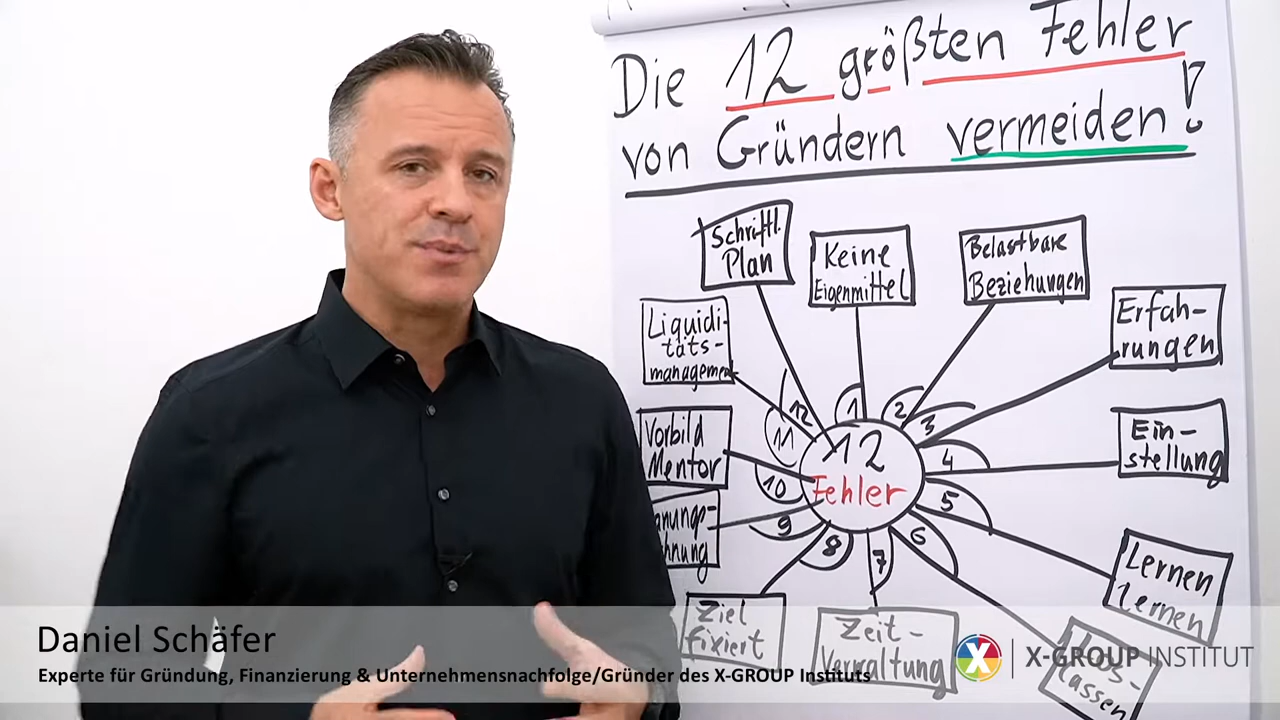 Die 12 größten Fehler
von Gründern vermeiden!
Schriftl.
Plan
Keine
Eigenmittel
Belastbare
Beziehungen
Erfah-
rungen
Liquidi-
täts-
management
Vorbild
Mentor
Ein-
stellung
12
Fehler
1
2
3
4
5
6
7
8
9
10
11
12
Lernen
lernen
Ziel
fixiert
Zeit-
Verwaltung
lassen
Daniel Schäfer
Experte für Gründung, Finanzierung & Unternehmensnachfolge/Gründer des X-GROUP Instituts
X-GROUP INSTITUT